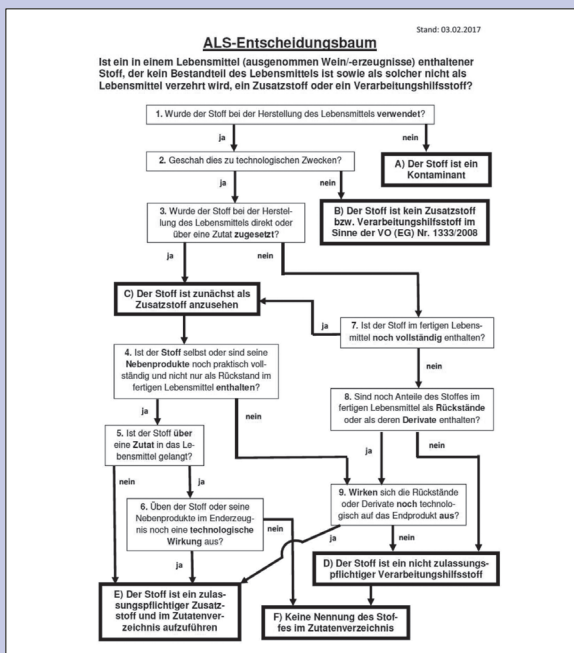 Stand: 03.02.2017
ALS-Entscheidungsbaum
Ist ein in einem Lebensmittel (ausgenommen Wein/-erzeugnisse) enthaltener
Stoff, der kein Bestandteil des Lebensmittels ist sowie als solcher nicht als
Lebensmittel verzehrt wird, ein Zusatzstoff oder ein Verarbeitungshilfsstoff?
1. Wurde der Stoff bei der Herstellung des Lebensmittels verwendet?
ja
nein
2. Geschah dies zu technologischen Zwecken?
A) Der Stoff ist ein
Kontaminant
ja
nein
3. Wurde der Stoff bei der Herstel-
lung des Lebensmittels direkt oder
über eine Zutat zugesetzt?
B) Der Stoff ist kein Zusatzstoff
bzw. Verarbeitungshilfsstoff im
Sinne der VO (EG) Nr. 1333/2008
ja
nein
C) Der Stoff ist zunächst als
Zusatzstoff anzusehen
ja
7. Ist der Stoff im fertigen Lebens-
mittel noch vollständig enthalten?
4. Ist der Stoff selbst oder sind seine
Nebenprodukte noch praktisch voll-
ständig und nicht nur als Rückstand im
fertigen Lebensmittel enthalten?
nein
8. Sind noch Anteile des Stoffes im
fertigen Lebensmittel als Rückstände
oder als deren Derivate enthalten?
ja
nein
5. Ist der Stoff über
eine Zutat in das Le-
bensmittel gelangt?
ja
nein
nein
ja
9. Wirken sich die Rückstände
oder Derivate noch technolo-
gisch auf das Endprodukt aus?
6. Üben der Stoff oder seine
Nebenprodukte im Enderzeug-
nis noch eine technologische
Wirkung aus?
nein
ja
nein
ja
D) Der Stoff ist ein nicht zulassungs-
pflichtiger Verarbeitungshilfsstoff
E) Der Stoff ist ein zulas-
sungspflichtiger Zusatz-
stoff und im Zutatenver-
zeichnis aufzuführen
F) Keine Nennung des Stof-
fes im Zutatenverzeichnis